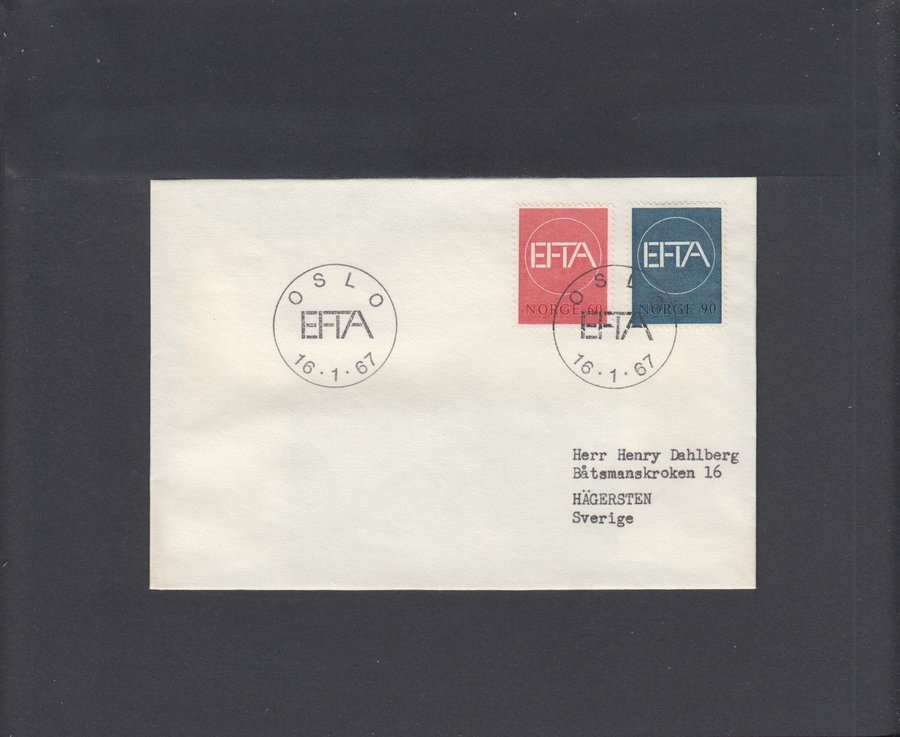 EFTA
NORGE 60
EFTA
NORGE 90
OSLO
EFTA
16·1·67
OSLO
EFTA
16·1·67
Herr Henry Dahlberg
Båtsmanskroken 16
HÄGERSTEN
Sverige